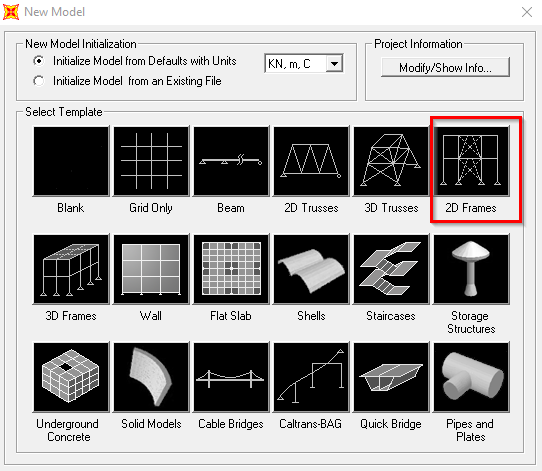 New Model
New Model Initialization
Project Information
Initialize Model from Defaults with Units
KN, m, C
Initialize Model from an Existing File
Modify/Show Info...
Select Template
Blank
Grid Only
Beam
2D Trusses
3D Trusses
2D Frames
3D Frames
Wall
Flat Slab
Shells
Staircases
Storage
Structures
Underground
Concrete
Solid Models
Cable Bridges
Caltrans-BAG
Quick Bridge
Pipes and
Plates